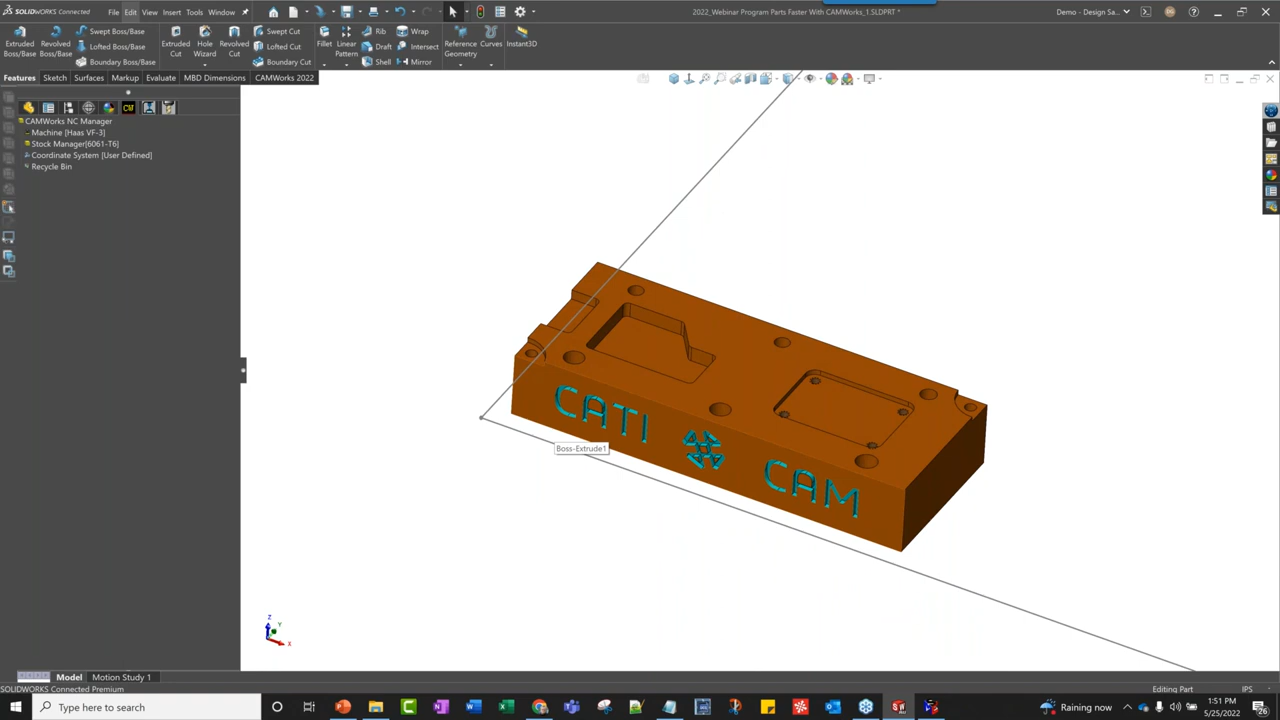 SOLIDWORKS Connected
File Edit View Insert Tools Window
2022_Webinar Program Parts Faster With CAMWorks_1.SLDPRT *
Demo - Design Sa...
Extruded Boss/Base
Revolved Boss/Base
Swept Boss/Base
Lofted Boss/Base
Boundary Boss/Base
Extruded Cut
Hole Wizard
Revolved Cut
Swept Cut
Lofted Cut
Boundary Cut
Fillet
Linear Pattern
Rib
Draft
Shell
Wrap
Intersect
Mirror
Reference Geometry
Curves
Instant3D
Features Sketch Surfaces Markup Evaluate MBD Dimensions CAMWorks 2022
CAMWorks NC Manager
Machine [Haas VF-3]
Stock Manager[6061-T6]
Coordinate System [User Defined]
Recycle Bin
CATI CAM
Boss-Extrude1
Z
Y
X
Model Motion Study 1
SOLIDWORKS Connected Premium
Editing Part IPS
Type here to search
Raining now
1:51 PM
5/25/2022
26